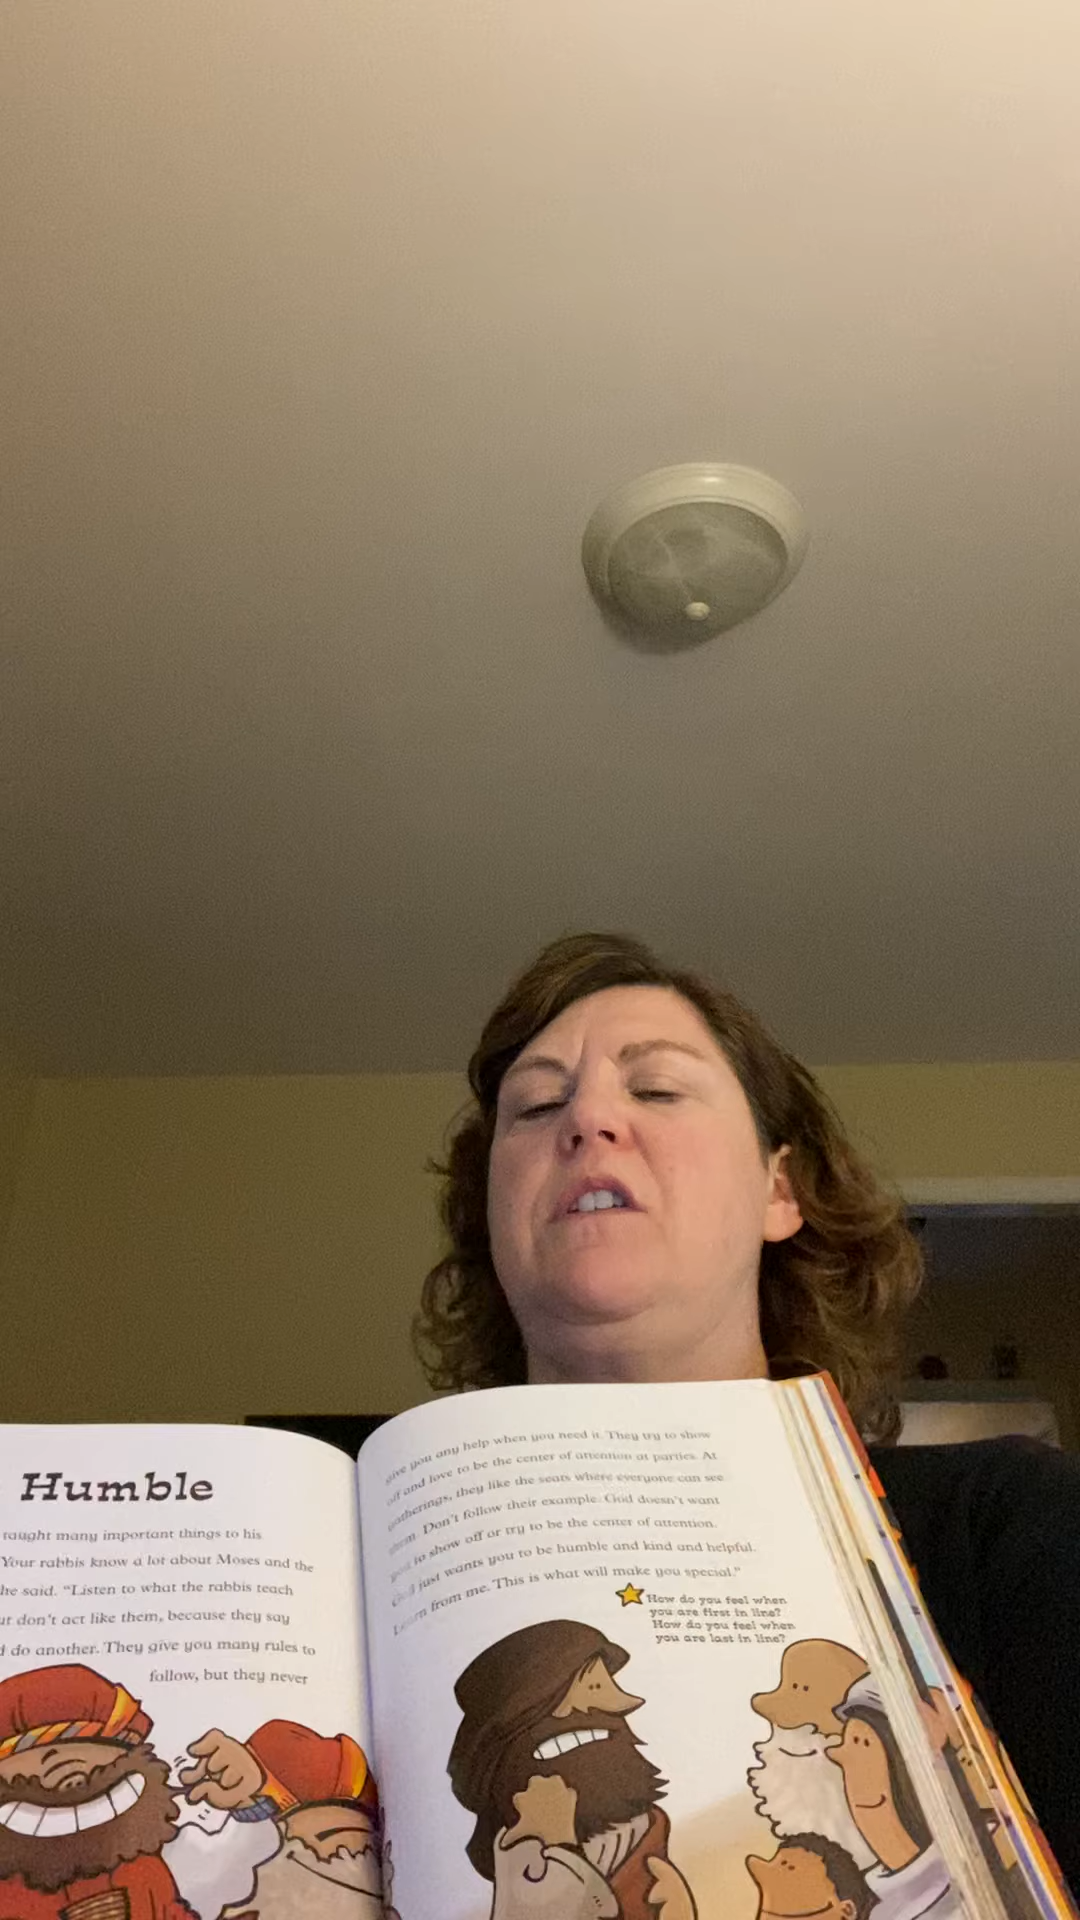 Humble
taught many important things to his
Your rabbis know a lot about Moses and the
he said. “Listen to what the rabbis teach
don’t act like them, because they say
do another. They give you many rules to
follow, but they never
give you any help when you need it. They try to show
off and love to be the center of attention at parties. At
gatherings, they like the seats where everyone can see
them. Don’t follow their example. God doesn’t want
you to show off or try to be the center of attention.
God just wants you to be humble and kind and helpful.
Learn from me. This is what will make you special.”
How do you feel when
you are first in line?
How do you feel when
you are last in line?